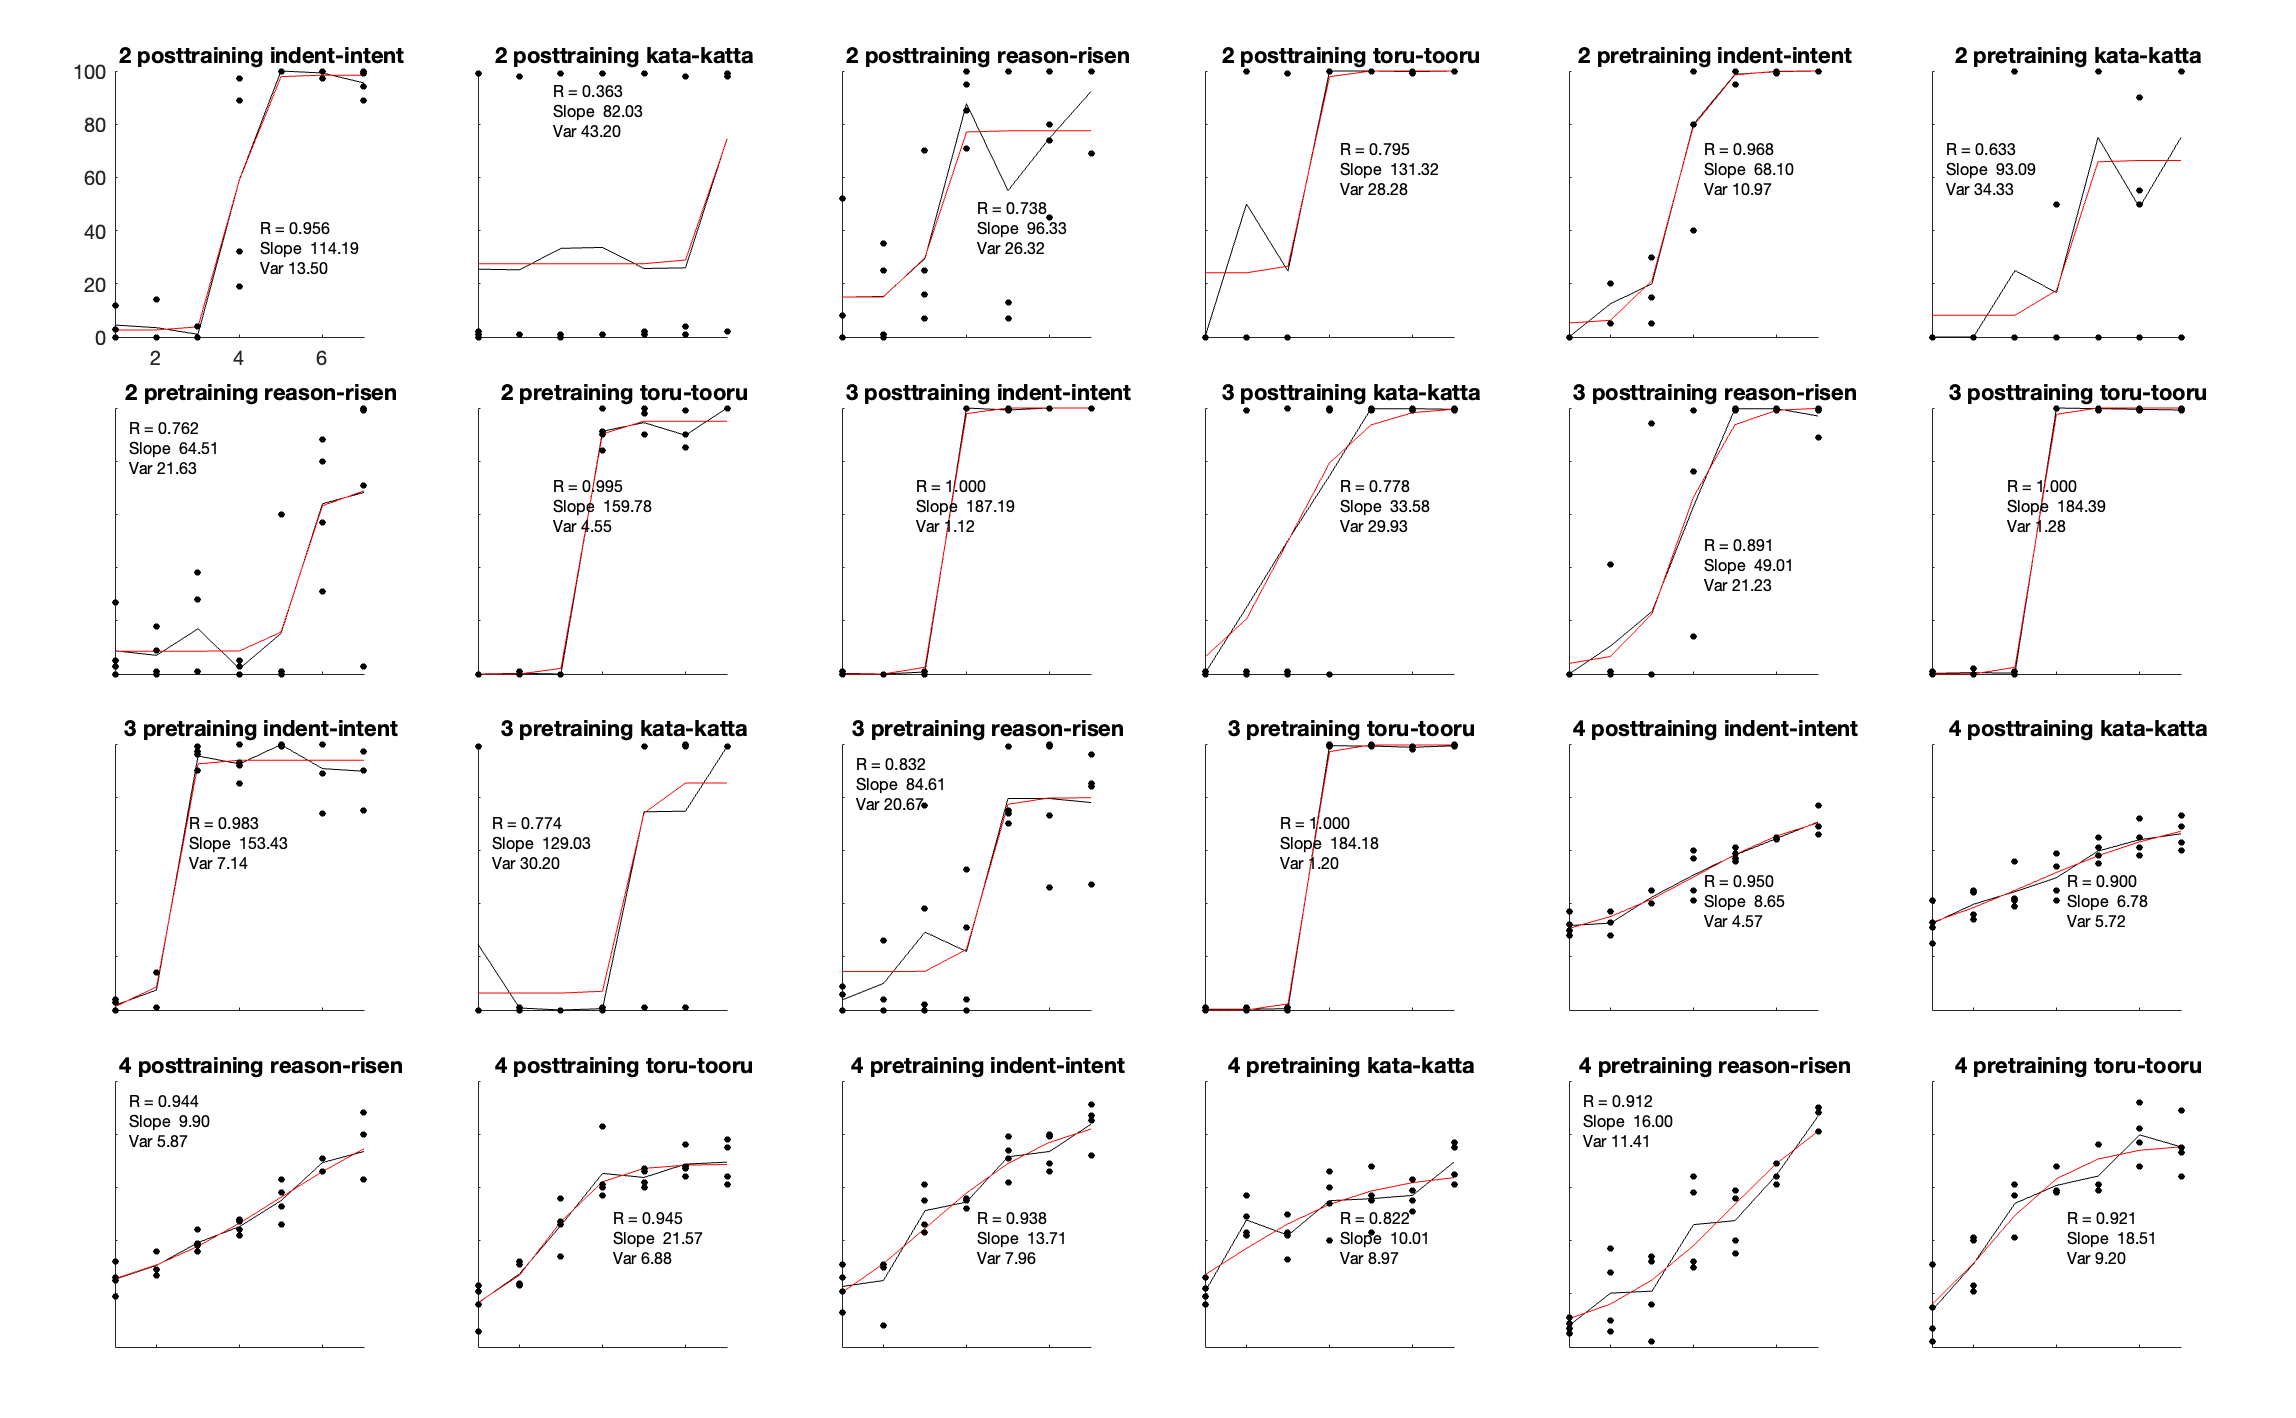 2 posttraining indent-intent
100
80
60
40
20
0
2
4
6
R = 0.956
Slope 114.19
Var 13.50
2 posttraining kata-katta
R = 0.363
Slope 82.03
Var 43.20
2 posttraining reason-risen
R = 0.738
Slope 96.33
Var 26.32
2 posttraining toru-tooru
R = 0.795
Slope 131.32
Var 28.28
2 pretraining indent-intent
R = 0.968
Slope 68.10
Var 10.97
2 pretraining kata-katta
R = 0.633
Slope 93.09
Var 34.33
2 pretraining reason-risen
R = 0.762
Slope 64.51
Var 21.63
2 pretraining toru-tooru
R = 0.995
Slope 159.78
Var 4.55
3 posttraining indent-intent
R = 1.000
Slope 187.19
Var 1.12
3 posttraining kata-katta
R = 0.778
Slope 33.58
Var 29.93
3 posttraining reason-risen
R = 0.891
Slope 49.01
Var 21.23
3 posttraining toru-tooru
R = 1.000
Slope 184.39
Var 1.28
3 pretraining indent-intent
R = 0.983
Slope 153.43
Var 7.14
3 pretraining kata-katta
R = 0.774
Slope 129.03
Var 30.20
3 pretraining reason-risen
R = 0.832
Slope 84.61
Var 20.67
3 pretraining toru-tooru
R = 1.000
Slope 184.18
Var 1.20
4 posttraining indent-intent
R = 0.950
Slope 8.65
Var 4.57
4 posttraining kata-katta
R = 0.900
Slope 6.78
Var 5.72
4 posttraining reason-risen
R = 0.944
Slope 9.90
Var 5.87
4 posttraining toru-tooru
R = 0.945
Slope 21.57
Var 6.88
4 pretraining indent-intent
R = 0.938
Slope 13.71
Var 7.96
4 pretraining kata-katta
R = 0.822
Slope 10.01
Var 8.97
4 pretraining reason-risen
R = 0.912
Slope 16.00
Var 11.41
4 pretraining toru-tooru
R = 0.921
Slope 18.51
Var 9.20